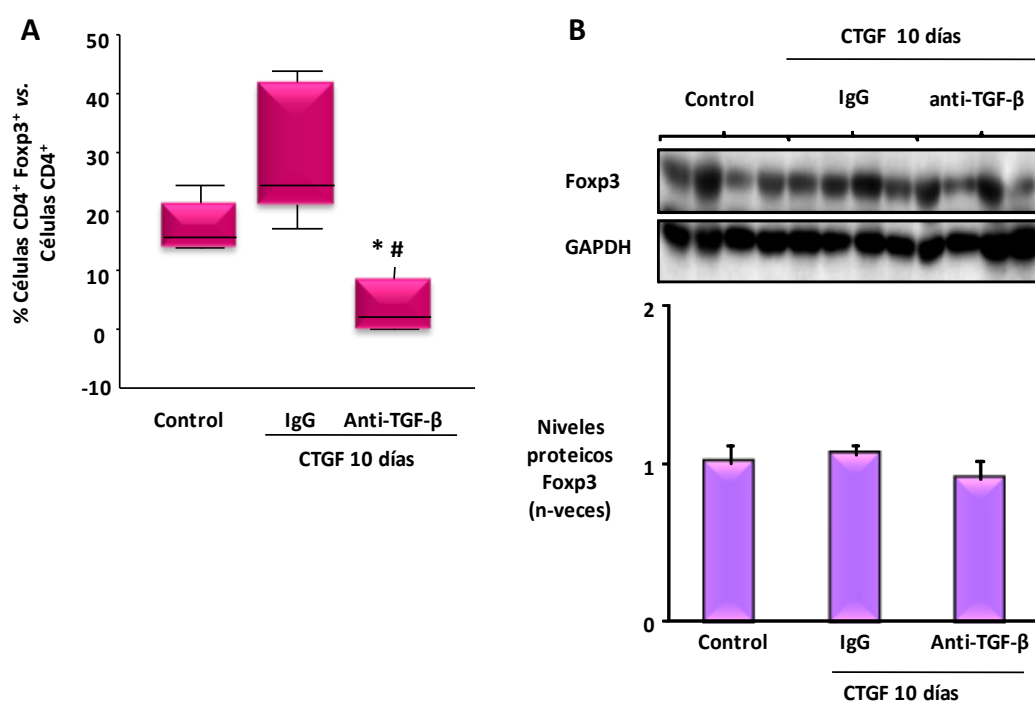 A
% Células CD4⁺ Foxp3⁺ vs.
Células CD4⁺
50
40
30
20
10
0
-10
* #
Control IgG Anti-TGF-β
CTGF 10 días
B
CTGF 10 días
Control IgG anti-TGF-β
Foxp3
GAPDH
Niveles
proteicos
Foxp3
(n-veces)
2
1
0
Control IgG Anti-TGF-β
CTGF 10 días